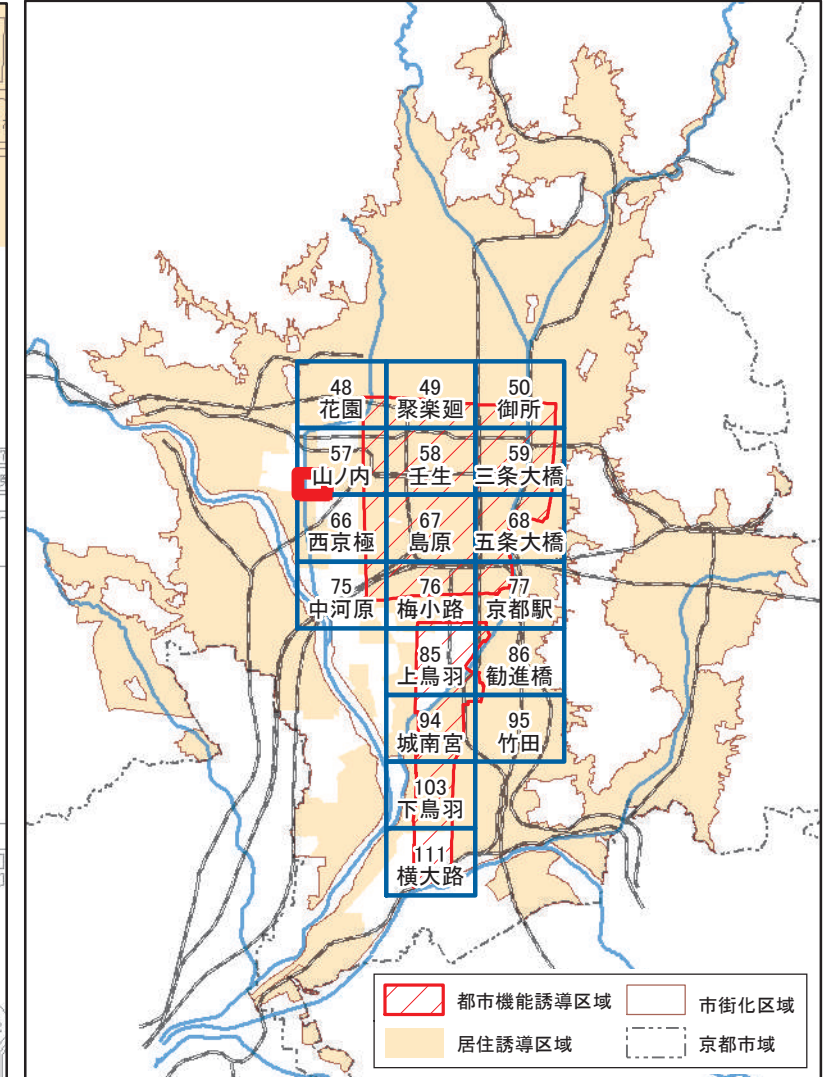 48
花園
49
聚楽廻
50
御所
57
山ノ内
58
壬生
59
三条大橋
66
西京極
67
島原
68
五条大橋
75
中河原
76
梅小路
77
京都駅
85
上鳥羽
86
勧進橋
94
城南宮
95
竹田
103
下鳥羽
111
横大路
都市機能誘導区域
市街化区域
居住誘導区域
京都市域